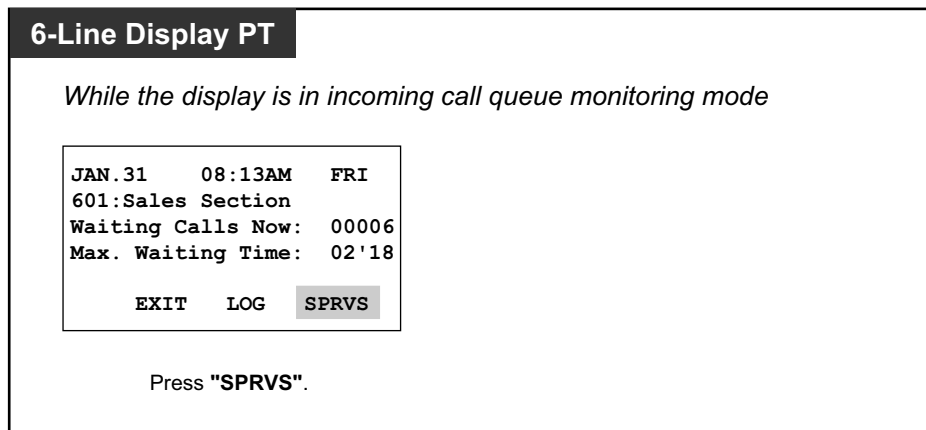 6-Line Display PT
While the display is in incoming call queue monitoring mode
JAN.31 08:13AM FRI
601:Sales Section
Waiting Calls Now: 00006
Max. Waiting Time: 02'18
EXIT LOG SPRVS
Press "SPRVS".